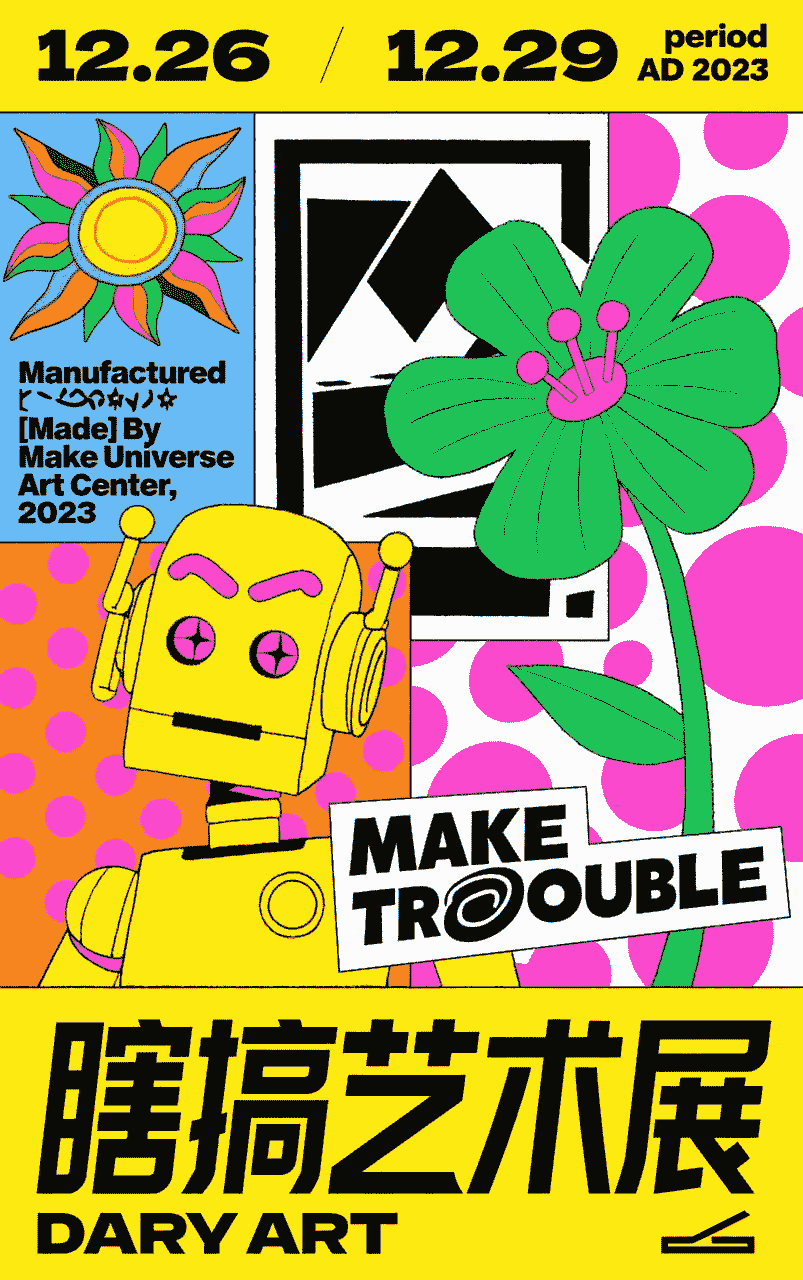 12.26 / 12.29
period
AD 2023
Manufactured
[Made] By
Make Universe
Art Center,
2023
MAKE
TR@OUBLE
瞎搞艺术展
DARY ART